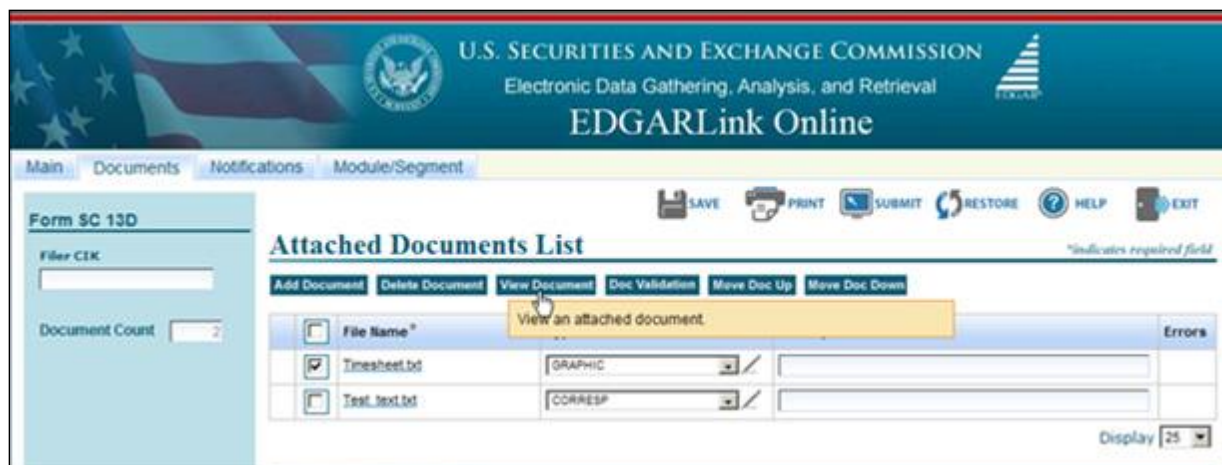 U.S. SECURITIES AND EXCHANGE COMMISSION
Electronic Data Gathering, Analysis, and Retrieval
EDGAR
EDGARLink Online
Main Documents Notifications Module/Segment
SAVE PRINT SUBMIT RESTORE HELP EXIT
Form SC 13D
Attached Documents List
*indicates required field
Filer CIK
Add Document Delete Document View Document Doc Validation Move Doc Up Move Doc Down
View an attached document.
Document Count 2
File Name* Errors
Timesheet.txt GRAPHIC
Test_text.txt CORRESP
Display 25